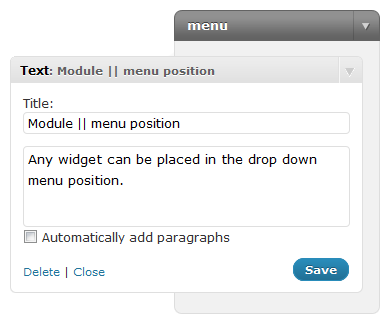 menu
Text: Module || menu position
Title:
Module || menu position
Any widget can be placed in the drop down
menu position.
Automatically add paragraphs
Delete | Close
Save